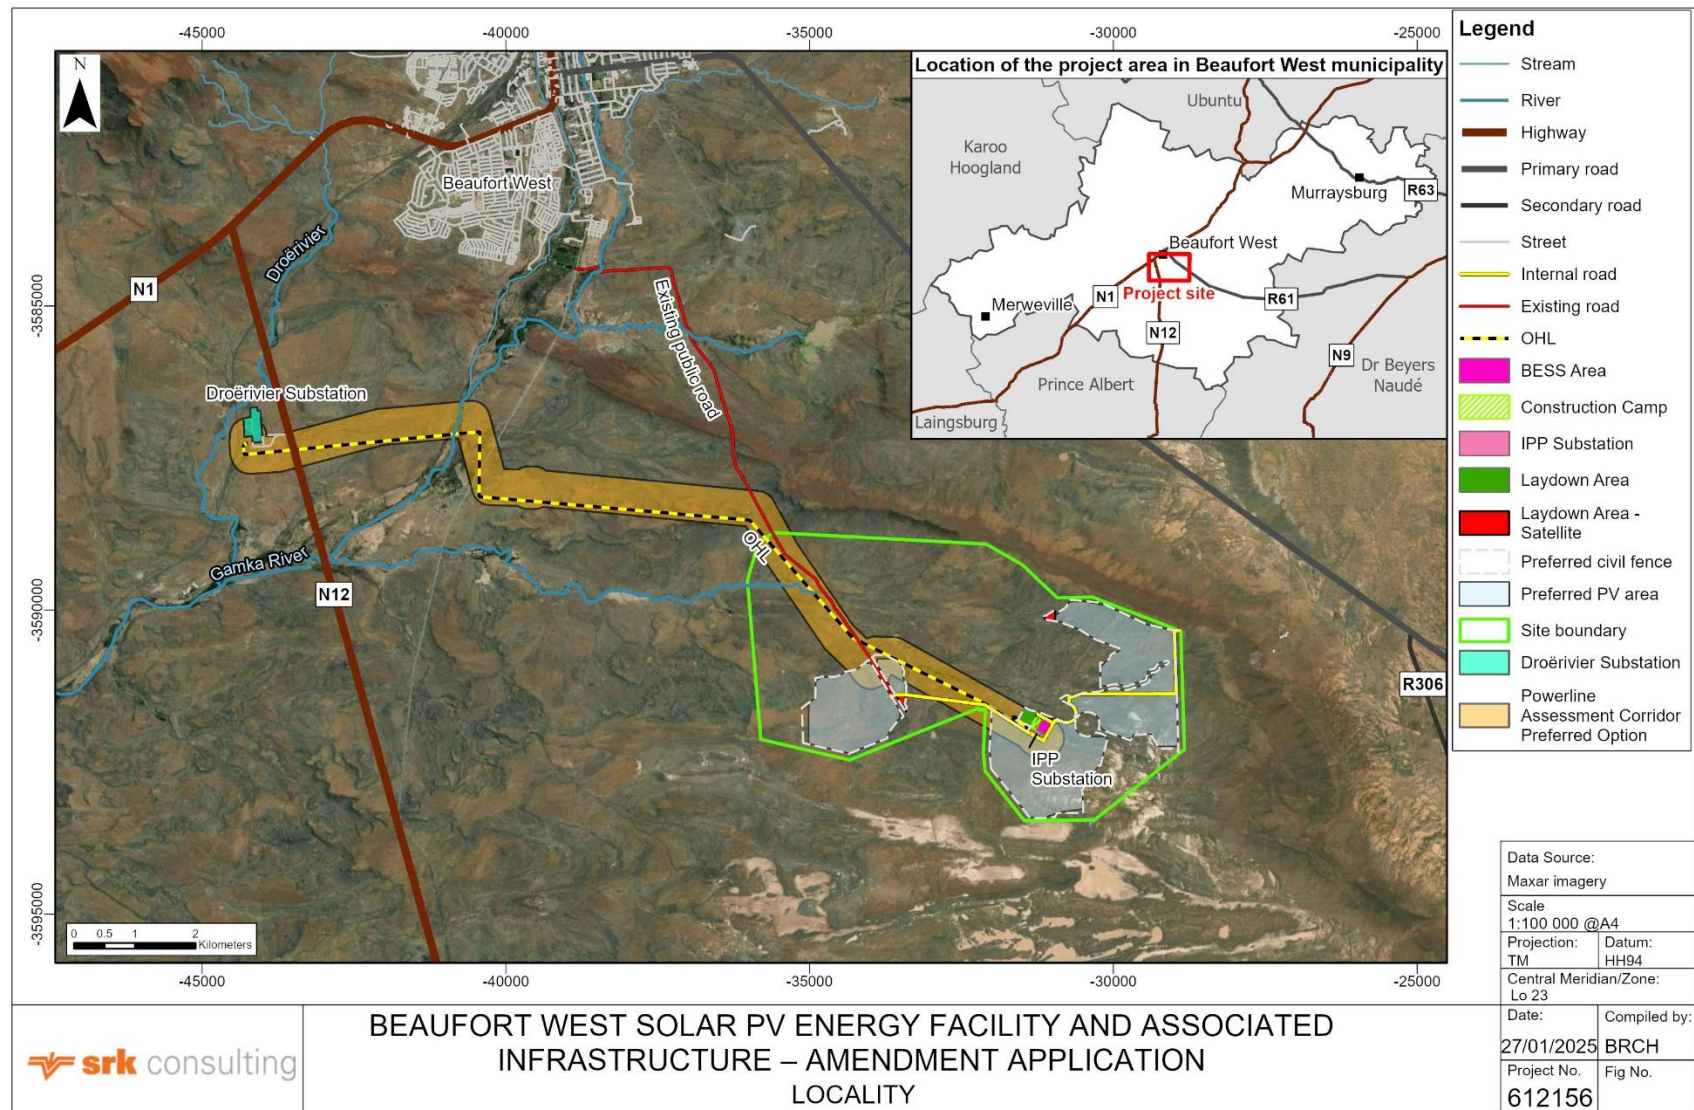 -45000
-40000
-35000
-30000
-25000
N
Beaufort West
Droërivier
N1
Existing public road
-3585000
Droërivier Substation
OHL
Gamka River
N12
-3590000
IPP
Substation
R306
-3595000
0 0.5 1 2
Kilometers
-45000
-40000
-35000
-30000
-25000
Location of the project area in Beaufort West municipality
Ubuntu
Karoo
Hoogland
Murraysburg
R63
Beaufort West
Project site
N1
R61
Merweville
N12
N9
Prince Albert
Dr Beyers
Naudé
Laingsburg
Legend
Stream
River
Highway
Primary road
Secondary road
Street
Internal road
Existing road
OHL
BESS Area
Construction Camp
IPP Substation
Laydown Area
Laydown Area -
Satellite
Preferred civil fence
Preferred PV area
Site boundary
Droërivier Substation
Powerline
Assessment Corridor
Preferred Option
Data Source:
Maxar imagery
Scale
1:100 000 @A4
Projection:
TM
Datum:
HH94
Central Meridian/Zone:
Lo 23
Date:
27/01/2025
Compiled by:
BRCH
Project No.
612156
Fig No.
srk consulting
BEAUFORT WEST SOLAR PV ENERGY FACILITY AND ASSOCIATED
INFRASTRUCTURE – AMENDMENT APPLICATION
LOCALITY